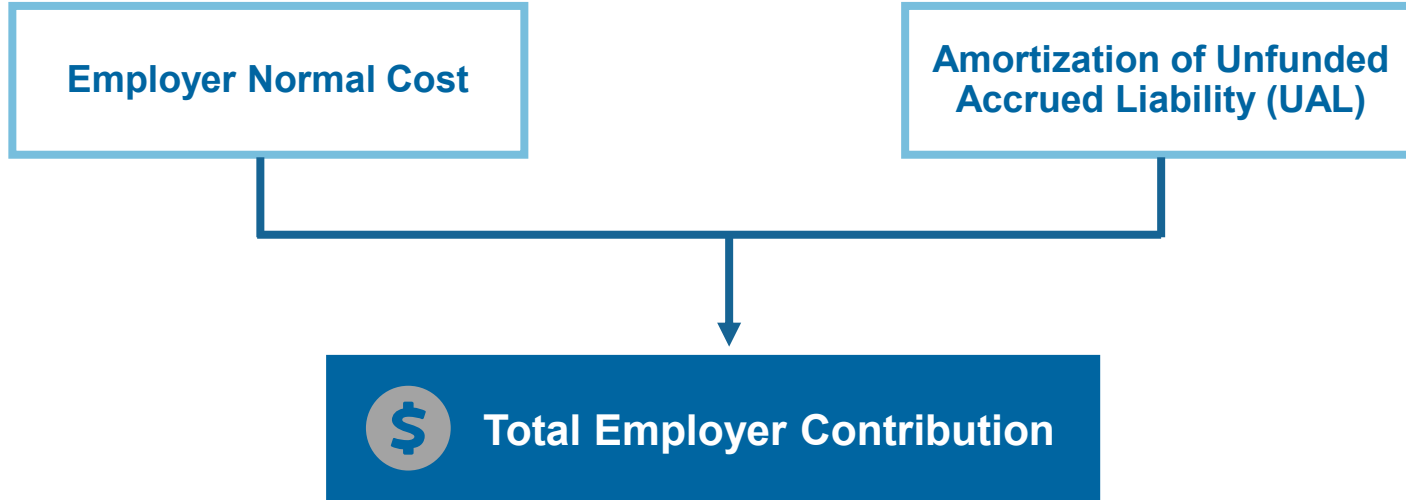 Employer Normal Cost
Amortization of Unfunded
Accrued Liability (UAL)
$ Total Employer Contribution